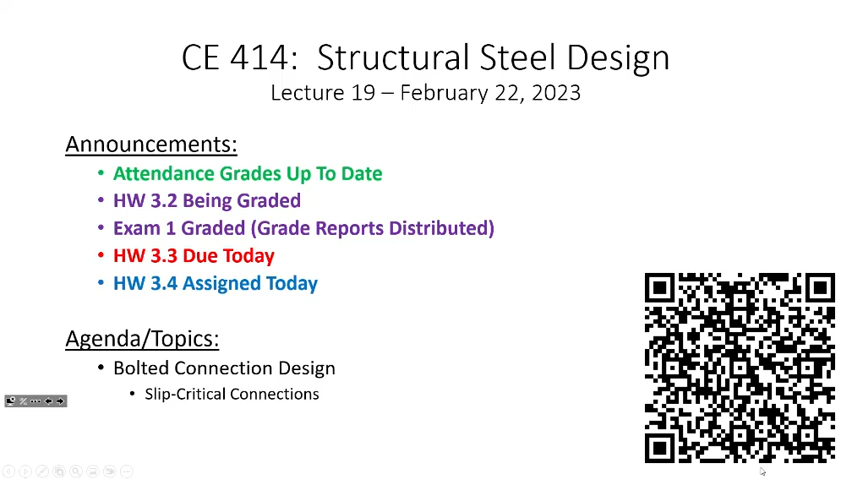 CE 414: Structural Steel Design
Lecture 19 – February 22, 2023
Announcements:
• Attendance Grades Up To Date
• HW 3.2 Being Graded
• Exam 1 Graded (Grade Reports Distributed)
• HW 3.3 Due Today
• HW 3.4 Assigned Today
Agenda/Topics:
• Bolted Connection Design
• Slip-Critical Connections